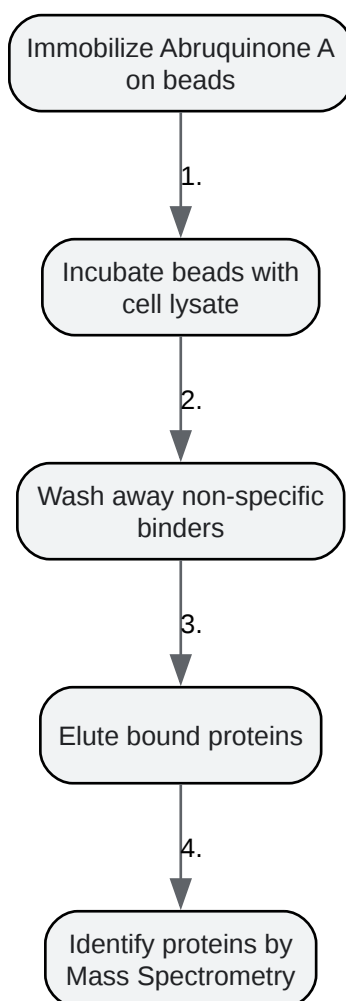 Immobilize Abruquinone A
on beads
1.
Incubate beads with
cell lysate
2.
Wash away non-specific
binders
3.
Elute bound proteins
4.
Identify proteins by
Mass Spectrometry